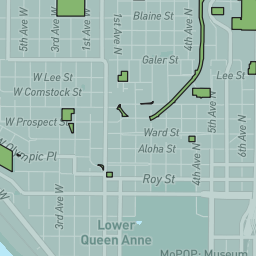 Blaine St
5th Ave W
3rd Ave W
1st Ave W
1st Ave N
4th Ave N
Galer St
W Lee St
Lee St
W Comstock St
W Prospect St
Ward St
5th Ave N
6th Ave N
Aloha St
W Olympic Pl
4th Ave N
Roy St
3rd Ave W
Lower
Queen Anne
MoPOP: Museum